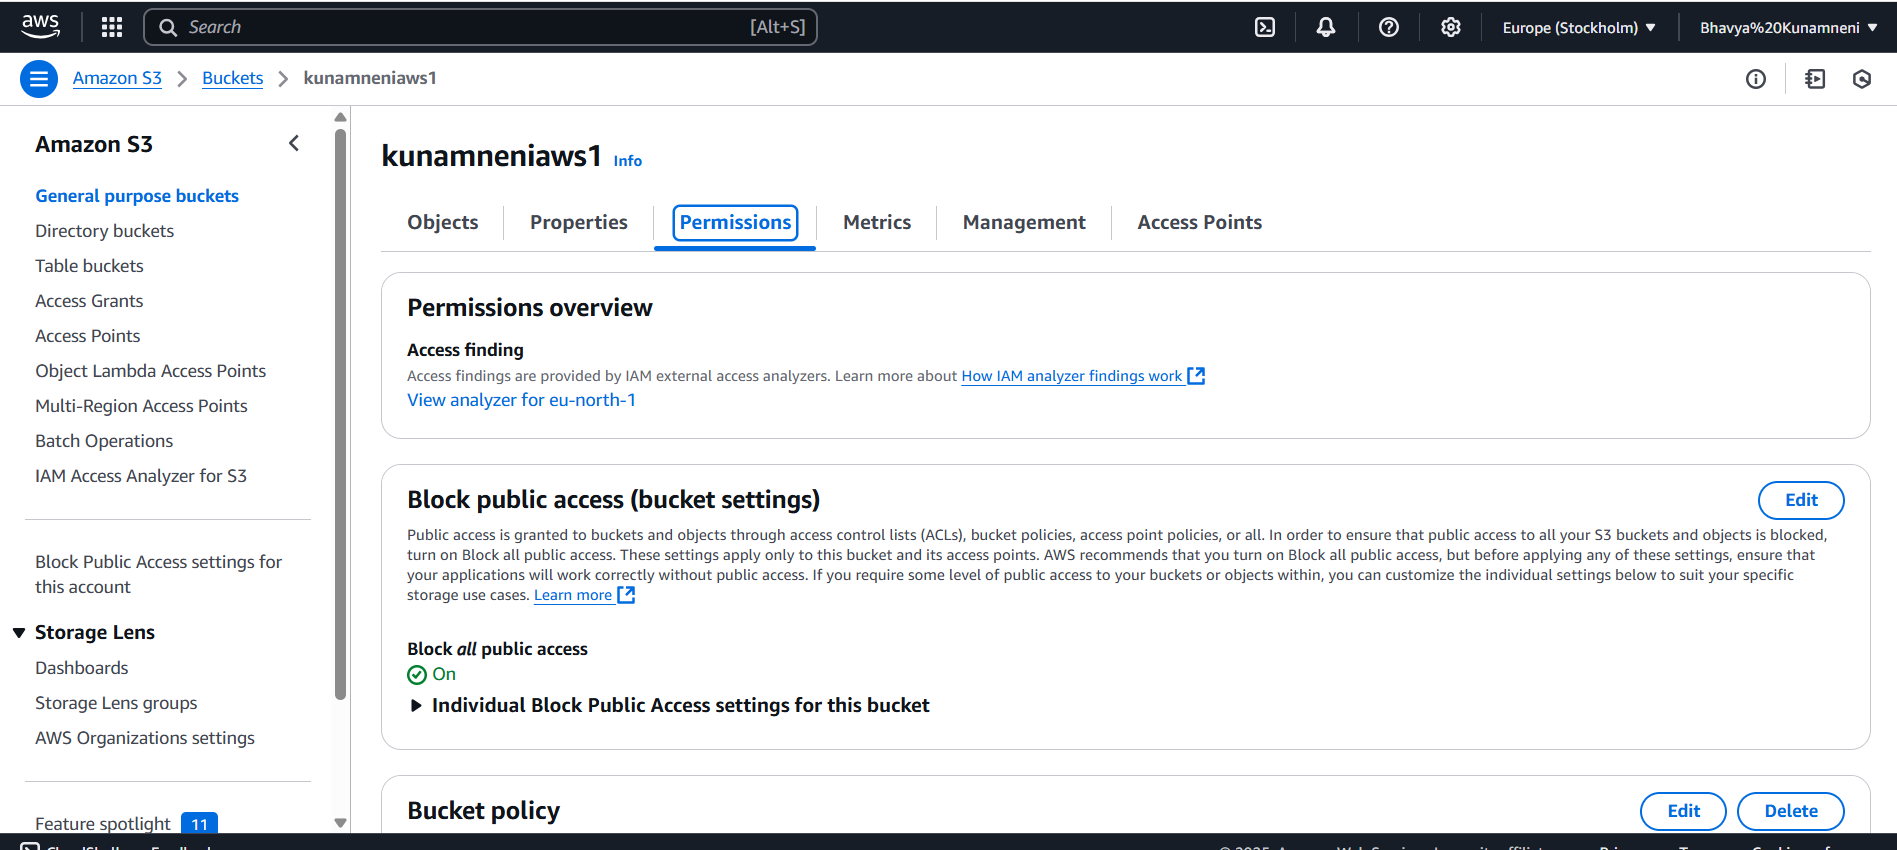 aws
Search [Alt+S]
Europe (Stockholm)
Bhavya%20Kunamneni
Amazon S3
Buckets
kunamneniaws1
Amazon S3
General purpose buckets
Directory buckets
Table buckets
Access Grants
Access Points
Object Lambda Access Points
Multi-Region Access Points
Batch Operations
IAM Access Analyzer for S3
Block Public Access settings for
this account
Storage Lens
Dashboards
Storage Lens groups
AWS Organizations settings
Feature spotlight 11
kunamneniaws1 Info
Objects
Properties
Permissions
Metrics
Management
Access Points
Permissions overview
Access finding
Access findings are provided by IAM external access analyzers. Learn more about How IAM analyzer findings work
View analyzer for eu-north-1
Block public access (bucket settings)
Edit
Public access is granted to buckets and objects through access control lists (ACLs), bucket policies, access point policies, or all. In order to ensure that public access to all your S3 buckets and objects is blocked,
turn on Block all public access. These settings apply only to this bucket and its access points. AWS recommends that you turn on Block all public access, but before applying any of these settings, ensure that
your applications will work correctly without public access. If you require some level of public access to your buckets or objects within, you can customize the individual settings below to suit your specific
storage use cases. Learn more
Block all public access
On
Individual Block Public Access settings for this bucket
Bucket policy
Edit
Delete